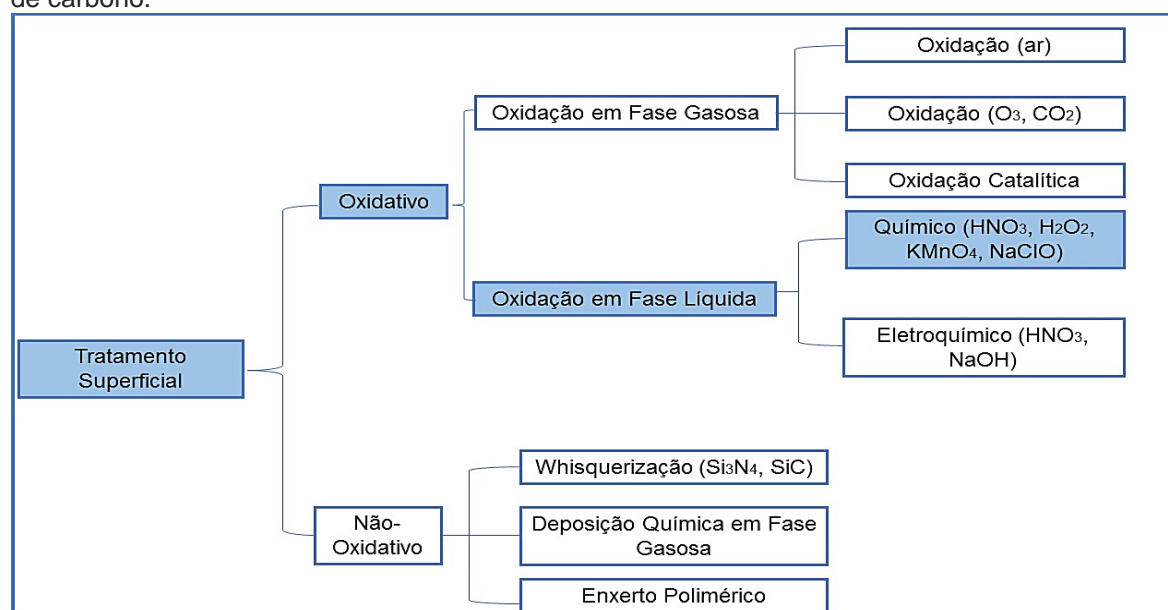 de carbono.
Oxidação (ar)
Oxidação em Fase Gasosa
Oxidação (O₃, CO₂)
Oxidação Catalítica
Oxidativo
Químico (HNO₃, H₂O₂,
KMnO₄, NaClO)
Oxidação em Fase Líquida
Eletroquímico (HNO₃,
NaOH)
Tratamento
Superficial
Whisquerização (Si₃N₄, SiC)
Não-
Oxidativo
Deposição Química em Fase
Gasosa
Enxerto Polimérico